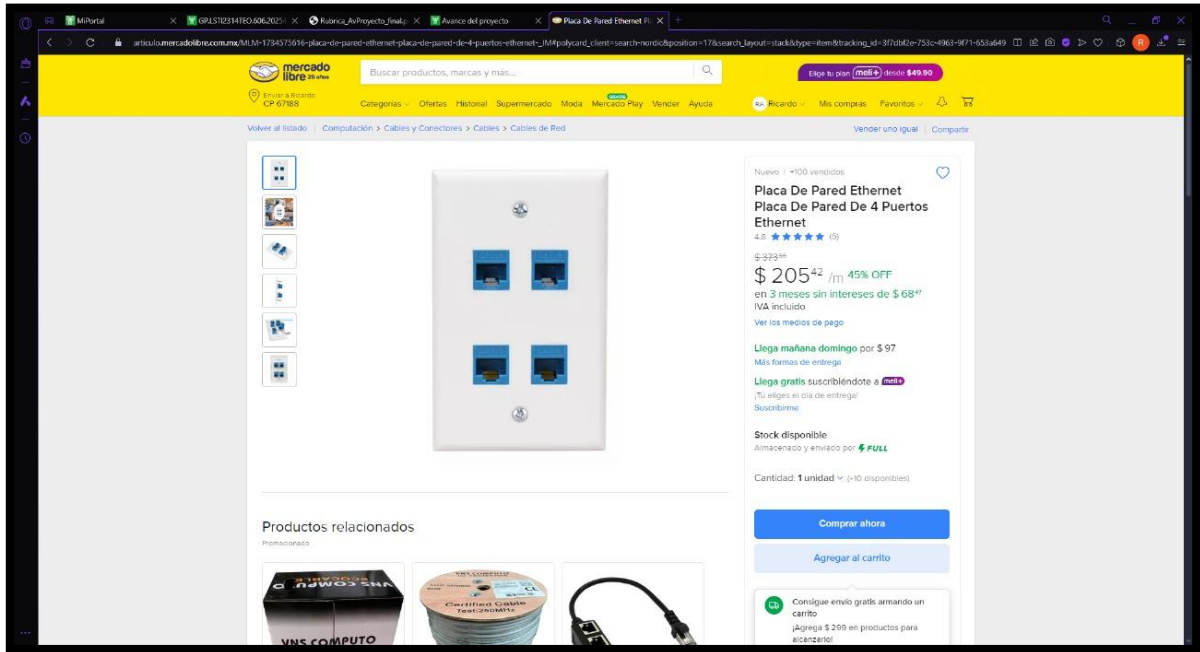 MiPortal
GP.LSTI2314TEO.606.2025
Rubrica_AvProyecto_final.p
Avance del proyecto
Placa De Pared Ethernet Pl
articulo.mercadolibre.com.mx/MLM-1734575616-placa-de-pared-ethernet-placa-de-pared-de-4-puertos-ethernet-_JM#polycard_client=search-nordic&position=17&search_layout=stack&type=item&tracking_id=3f7dbf2e-753c-4963-9f71-653a649
mercado
libre 25 años
Buscar productos, marcas y más...
Elige tu plan meli+ desde $49.90
Enviar a Ricardo
CP 67188
Categorías Ofertas Historial Supermercado Moda Mercado Play Vender Ayuda
RA Ricardo Mis compras Favoritos
Volver al listado | Computación > Cables y Conectores > Cables > Cables de Red
Vender uno igual | Compartir
Nuevo | +100 vendidos
Placa De Pared Ethernet
Placa De Pared De 4 Puertos
Ethernet
4.8 (5)
$ 205 42 /m 45% OFF
en 3 meses sin intereses de $ 68 47
IVA incluido
Ver los medios de pago
Llega mañana domingo por $ 97
Más formas de entrega
Llega gratis suscribiéndote a meli+
¡Tú eliges el día de entrega!
Suscribirme
Stock disponible
Almacenado y enviado por FULL
Cantidad: 1 unidad (+10 disponibles)
Comprar ahora
Agregar al carrito
Consigue envío gratis armando un
carrito
¡Agrega $ 299 en productos para
alcanzarlo!
Productos relacionados
Promocionado
VNS COMPUTO
Certified Cable
Test:250MHz